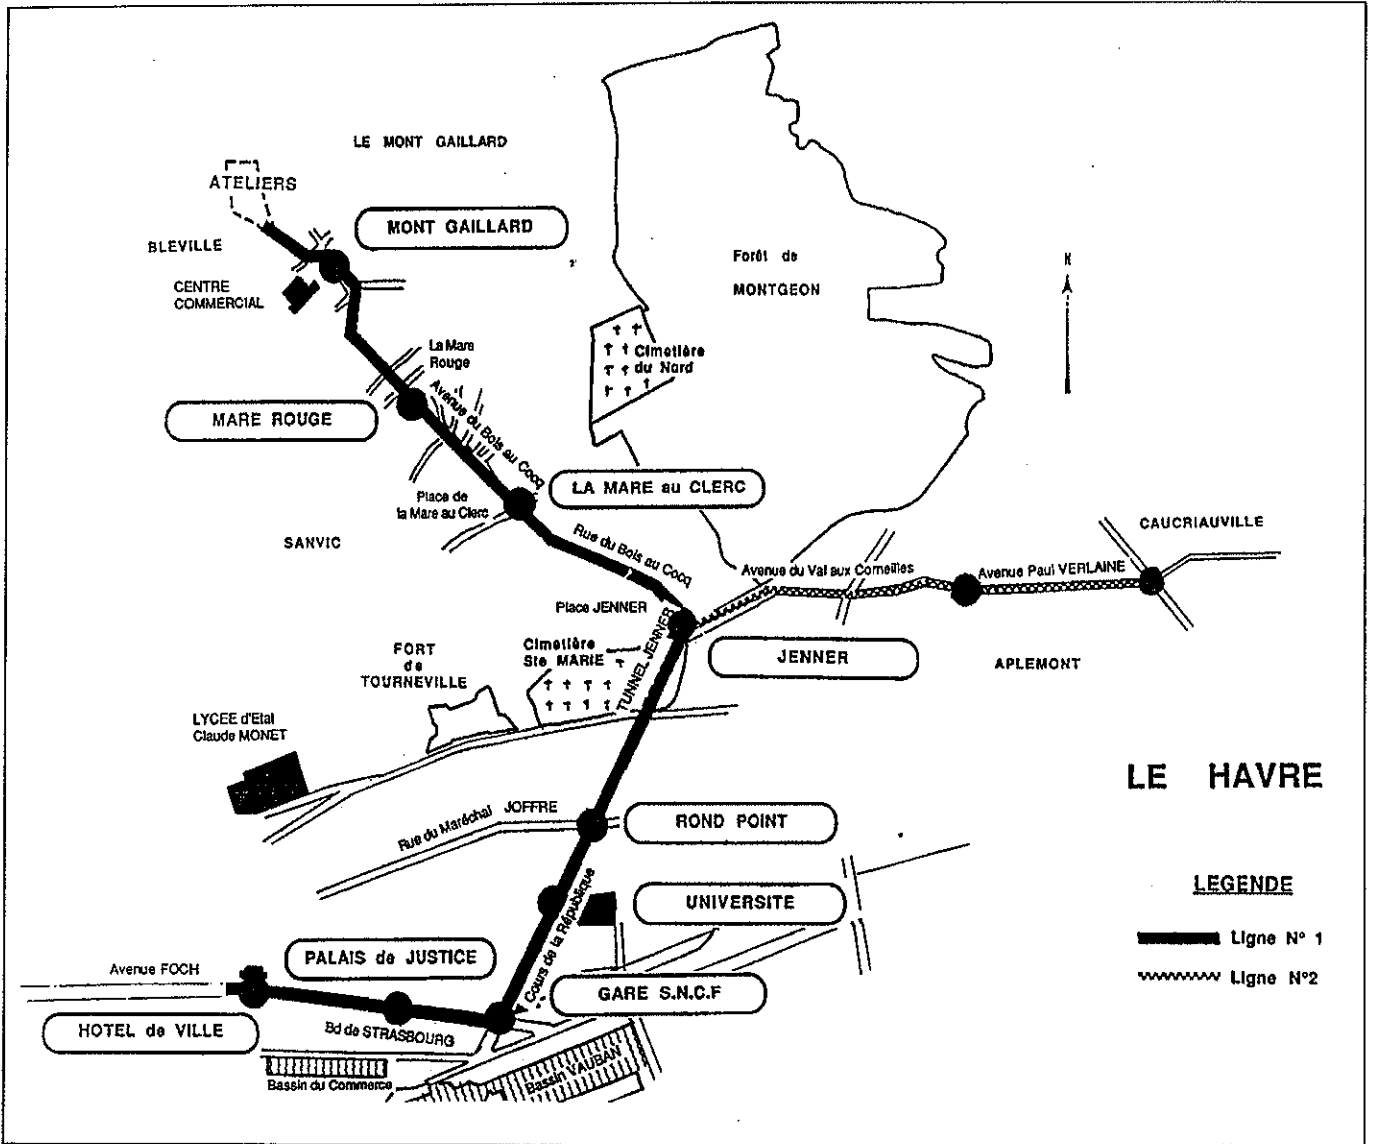 LE MONT GAILLARD
ATELIERS
MONT GAILLARD
BLEVILLE
CENTRE
COMMERCIAL
Forêt de
MONTGEON
N
La Mare
Rouge
Cimetière
du Nord
MARE ROUGE
Avenue du Bois au Cocq
LA MARE au CLERC
Place de
la Mare au Clerc
SANVIC
Rue du Bois au Cocq
CAUCRIAUVILLE
Avenue du Val aux Corneilles
Avenue Paul VERLAINE
Place JENNER
TUNNEL JENNER
JENNER
APLEMONT
Cimetière
Ste MARIE
FORT
de
TOURNEVILLE
LYCEE d'Etat
Claude MONET
LE HAVRE
Rue du Maréchal JOFFRE
ROND POINT
UNIVERSITE
Cours de la République
LEGENDE
Ligne N° 1
Ligne N°2
PALAIS de JUSTICE
Avenue FOCH
GARE S.N.C.F
HOTEL de VILLE
Bd de STRASBOURG
Bassin du Commerce
Bassin VAUBAN